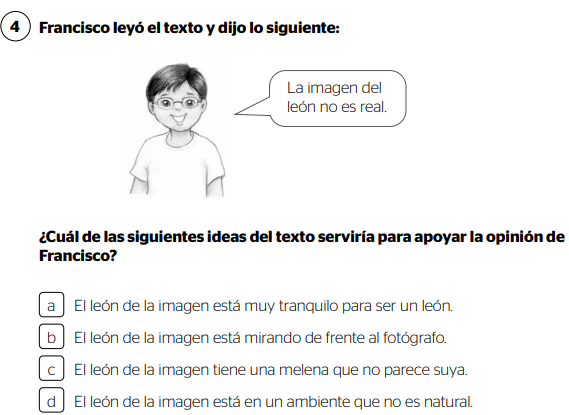 4 Francisco leyó el texto y dijo lo siguiente:
La imagen del
león no es real.
¿Cuál de las siguientes ideas del texto serviría para apoyar la opinión de
Francisco?
a El león de la imagen está muy tranquilo para ser un león.
b El león de la imagen está mirando de frente al fotógrafo.
c El león de la imagen tiene una melena que no parece suya.
d El león de la imagen está en un ambiente que no es natural.